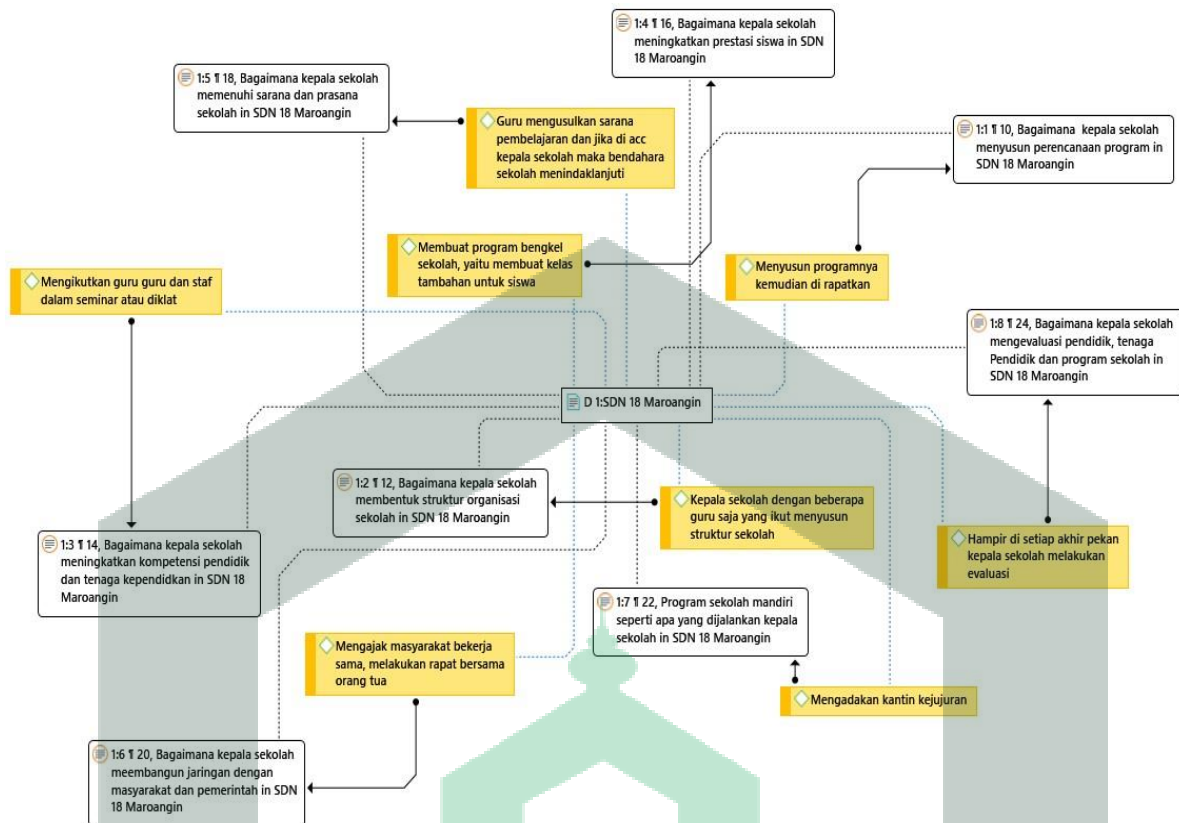 1:4 ¶ 16, Bagaimana kepala sekolah
meningkatkan prestasi siswa in SDN
18 Maroangin
1:5 ¶ 18, Bagaimana kepala sekolah
memenuhi sarana dan prasana
sekolah in SDN 18 Maroangin
Guru mengusulkan sarana
pembelajaran dan jika di acc
kepala sekolah maka bendahara
sekolah menindaklanjuti
1:1 ¶ 10, Bagaimana kepala sekolah
menyusun perencanaan program in
SDN 18 Maroangin
Membuat program bengkel
sekolah, yaitu membuat kelas
tambahan untuk siswa
Menyusun programnya
kemudian di rapatkan
Mengikutkan guru guru dan staf
dalam seminar atau diklat
1:8 ¶ 24, Bagaimana kepala sekolah
mengevaluasi pendidik, tenaga
Pendidik dan program sekolah in
SDN 18 Maroangin
D 1:SDN 18 Maroangin
1:2 ¶ 12, Bagaimana kepala sekolah
membentuk struktur organisasi
sekolah in SDN 18 Maroangin
Kepala sekolah dengan beberapa
guru saja yang ikut menyusun
struktur sekolah
Hampir di setiap akhir pekan
kepala sekolah melakukan
evaluasi
1:3 ¶ 14, Bagaimana kepala sekolah
meningkatkan kompetensi pendidik
dan tenaga kependidkan in SDN 18
Maroangin
1:7 ¶ 22, Program sekolah mandiri
seperti apa yang dijalankan kepala
sekolah in SDN 18 Maroangin
Mengajak masyarakat bekerja
sama, melakukan rapat bersama
orang tua
Mengadakan kantin kejujuran
1:6 ¶ 20, Bagaimana kepala sekolah
meembangun jaringan dengan
masyarakat dan pemerintah in SDN
18 Maroangin